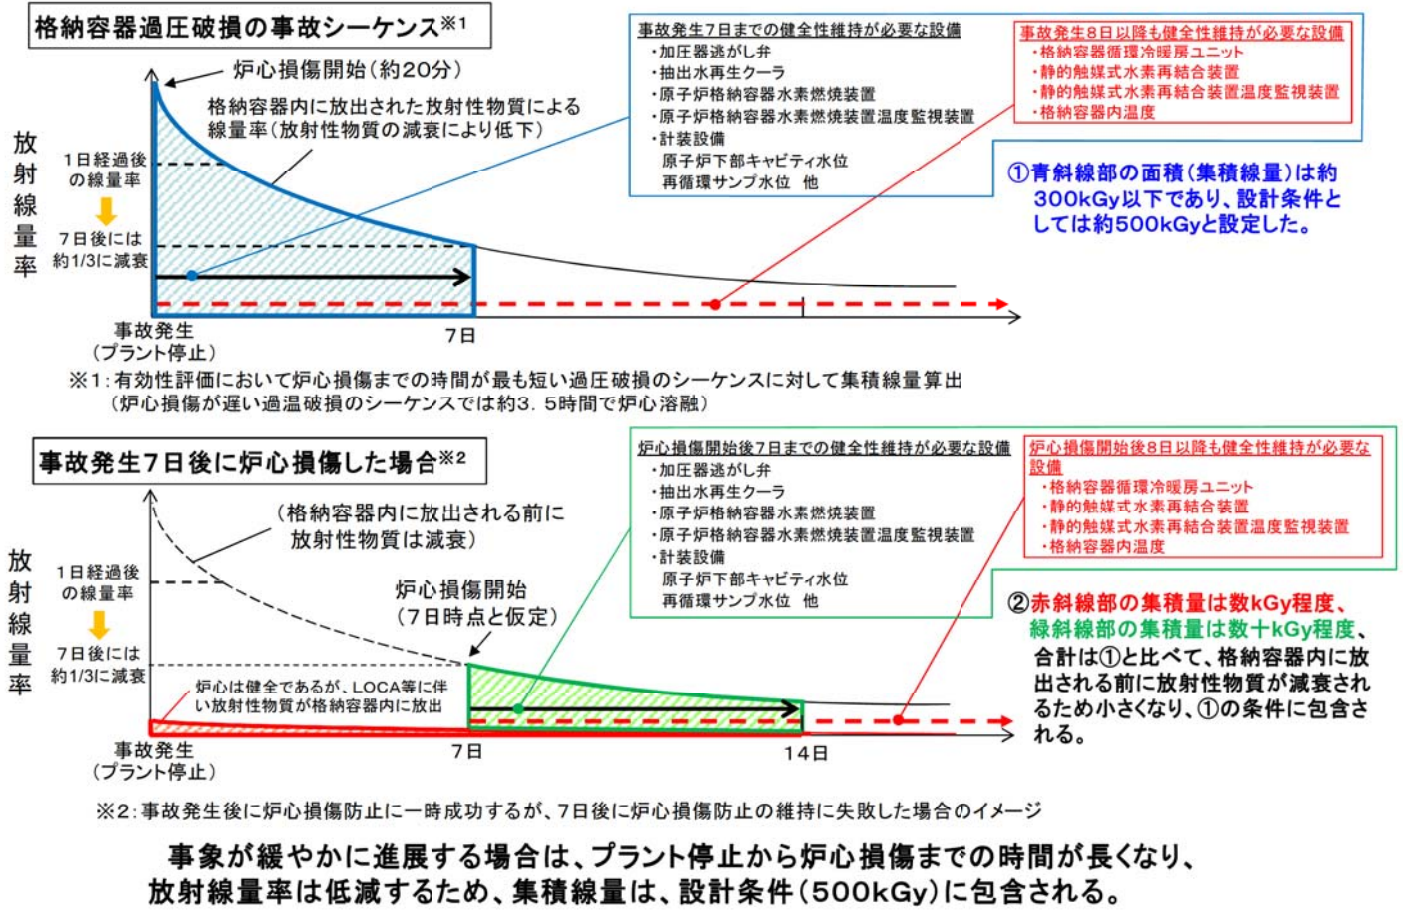 格納容器過圧破損の事故シーケンス※1
炉心損傷開始(約20分)
格納容器内に放出された放射性物質による
線量率(放射性物質の減衰により低下)
放射線量率
1日経過後
の線量率
7日後には
約1/3に減衰
事故発生
(プラント停止)
7日
事故発生7日までの健全性維持が必要な設備
・加圧器逃がし弁
・抽出水再生クーラ
・原子炉格納容器水素燃焼装置
・原子炉格納容器水素燃焼装置温度監視装置
・計装設備
原子炉下部キャビティ水位
再循環サンプ水位 他
事故発生8日以降も健全性維持が必要な設備
・格納容器循環冷暖房ユニット
・静的触媒式水素再結合装置
・静的触媒式水素再結合装置温度監視装置
・格納容器内温度
①青斜線部の面積(集積線量)は約
300kGy以下であり、設計条件と
しては約500kGyと設定した。
※1:有効性評価において炉心損傷までの時間が最も短い過圧破損のシーケンスに対して集積線量算出
(炉心損傷が遅い過温破損のシーケンスでは約3.5時間で炉心溶融)
事故発生7日後に炉心損傷した場合※2
(格納容器内に放出される前に
放射性物質は減衰)
炉心損傷開始
(7日時点と仮定)
放射線量率
1日経過後
の線量率
7日後には
約1/3に減衰
炉心は健全であるが、LOCA等に伴
い放射性物質が格納容器内に放出
事故発生
(プラント停止)
7日
14日
炉心損傷開始後7日までの健全性維持が必要な設備
・加圧器逃がし弁
・抽出水再生クーラ
・原子炉格納容器水素燃焼装置
・原子炉格納容器水素燃焼装置温度監視装置
・計装設備
原子炉下部キャビティ水位
再循環サンプ水位 他
炉心損傷開始後8日以降も健全性維持が必要な
設備
・格納容器循環冷暖房ユニット
・静的触媒式水素再結合装置
・静的触媒式水素再結合装置温度監視装置
・格納容器内温度
②赤斜線部の集積量は数kGy程度、
緑斜線部の集積量は数十kGy程度、
合計は①と比べて、格納容器内に放
出される前に放射性物質が減衰され
るため小さくなり、①の条件に包含さ
れる。
※2:事故発生後に炉心損傷防止に一時成功するが、7日後に炉心損傷防止の維持に失敗した場合のイメージ
事象が緩やかに進展する場合は、プラント停止から炉心損傷までの時間が長くなり、
放射線量率は低減するため、集積線量は、設計条件(500kGy)に包含される。